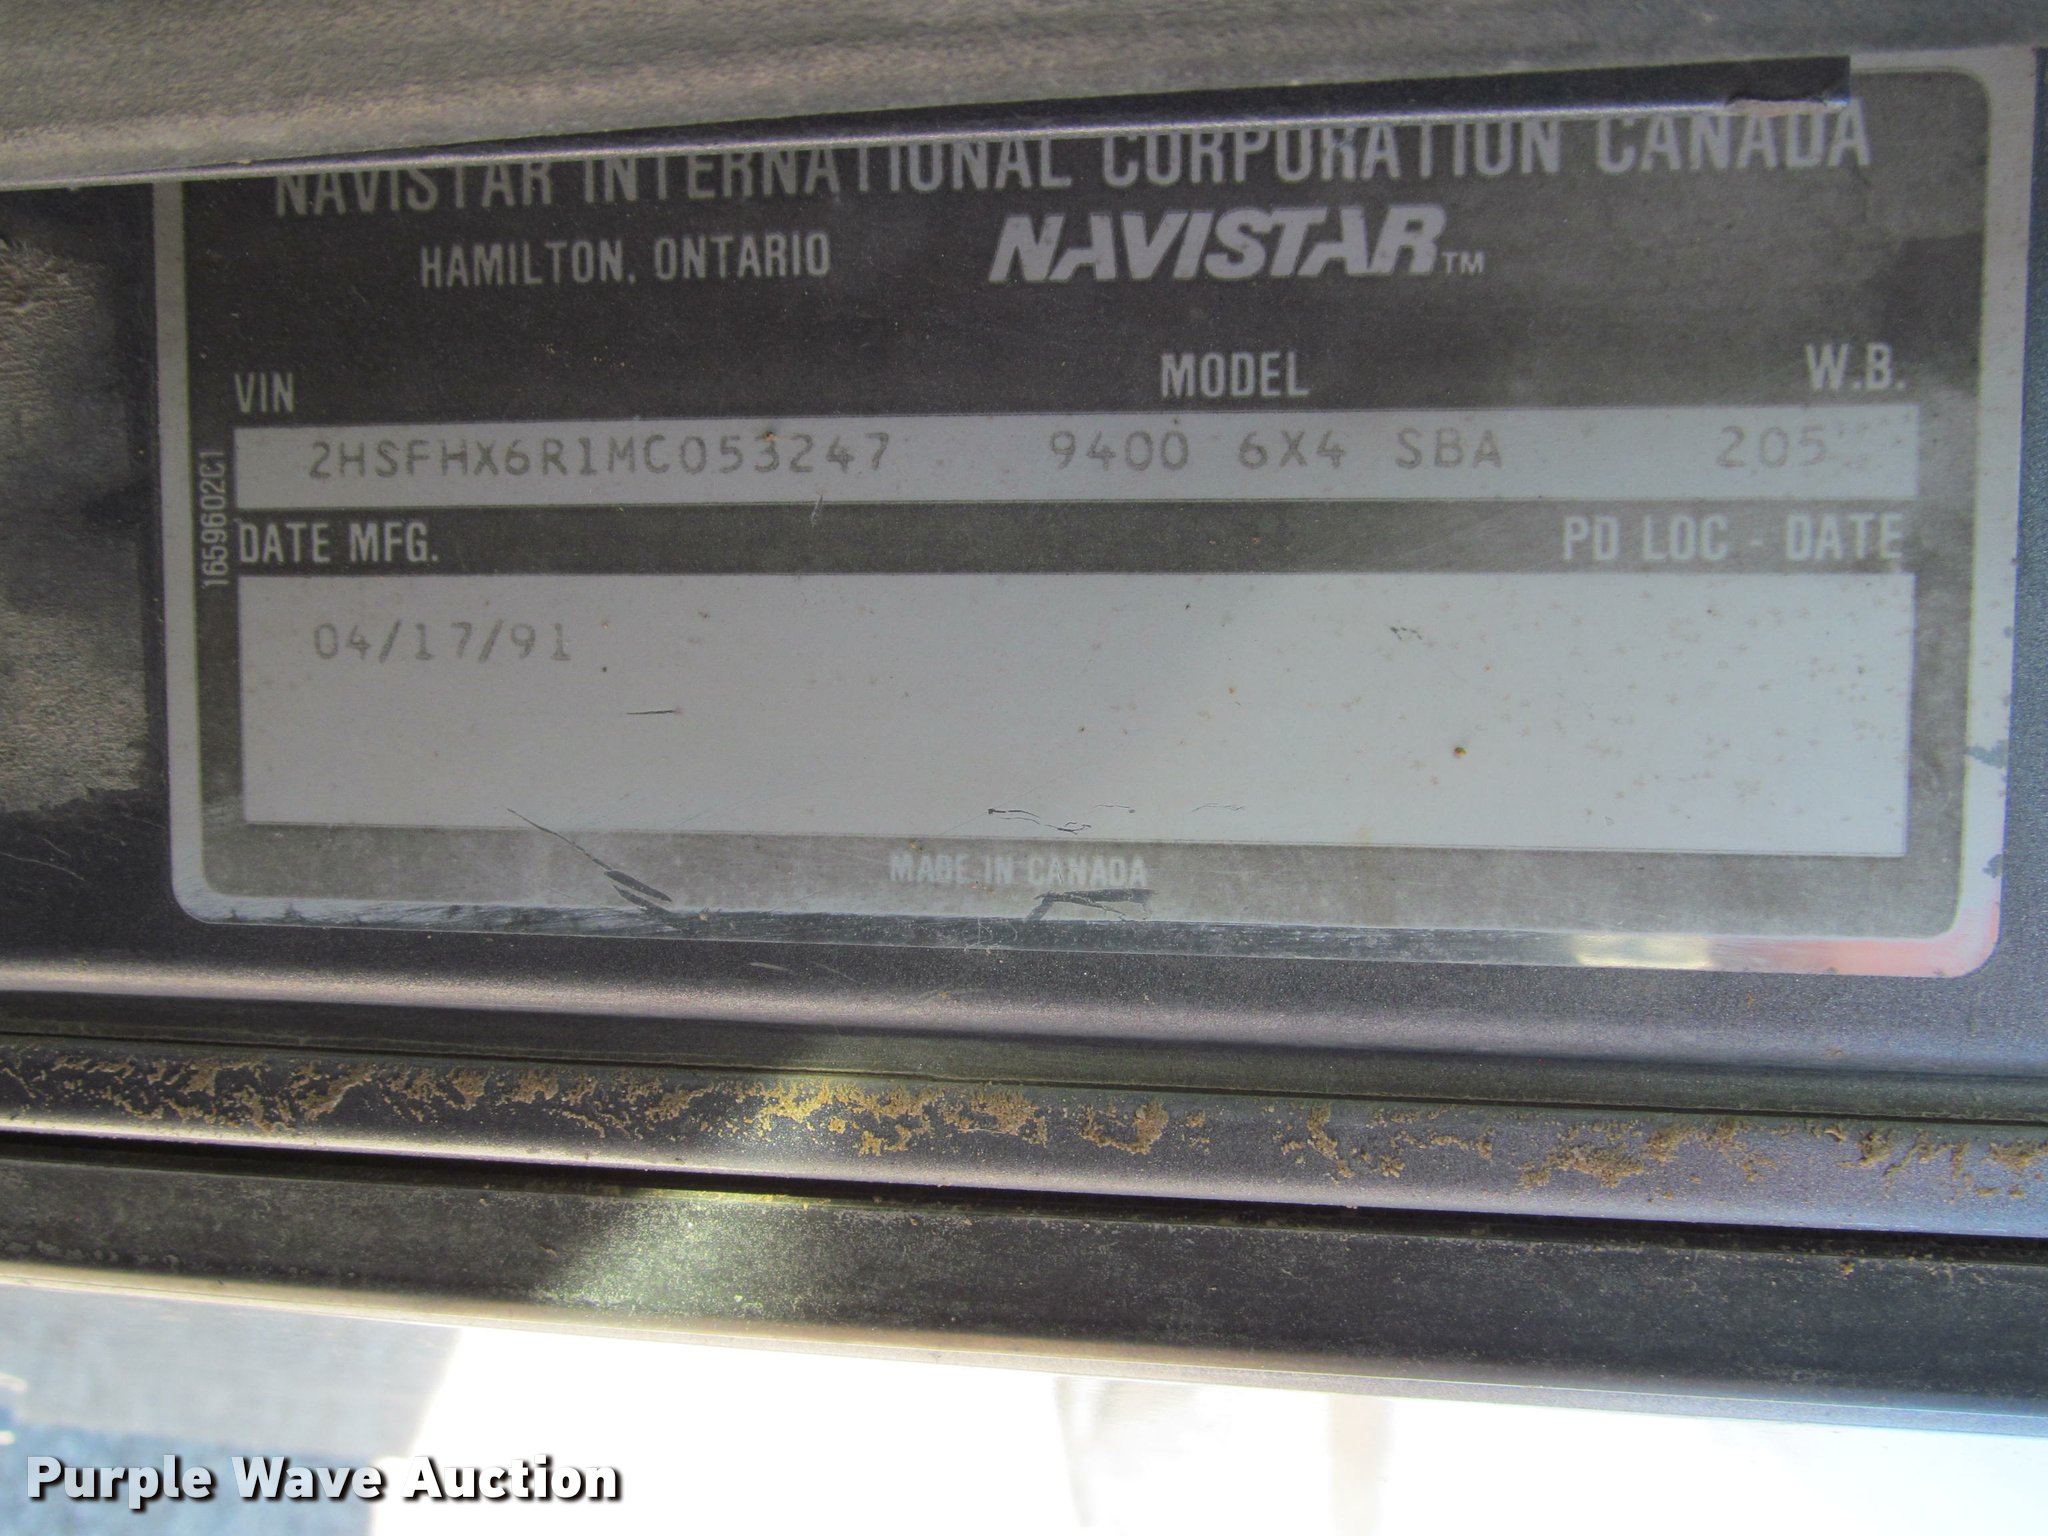 NAVISTAR INTERNATIONAL CORPORATION CANADA
HAMILTON, ONTARIO NAVISTAR™
VIN MODEL W.B.
2HSFHX6R1MC053247 9400 6X4 SBA 205
1659602C1
DATE MFG. PD LOC - DATE
04/17/91
MADE IN CANADA
Purple Wave Auction